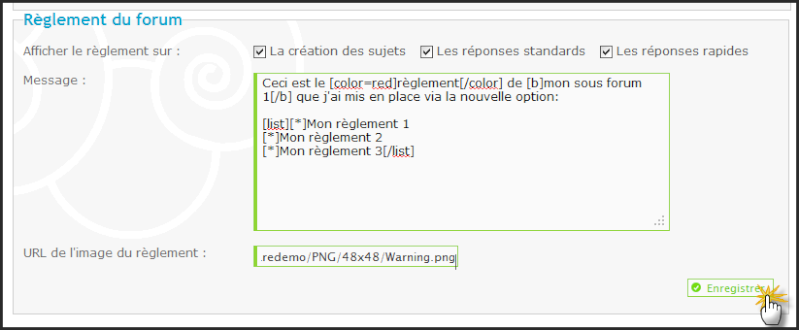 Règlement du forum
Afficher le règlement sur : La création des sujets Les réponses standards Les réponses rapides
Message :
Ceci est le [color=red]règlement[/color] de [b]mon sous forum
1[/b] que j'ai mis en place via la nouvelle option:
[list][*]Mon règlement 1
[*]Mon règlement 2
[*]Mon règlement 3[/list]
URL de l'image du règlement : .redemo/PNG/48x48/Warning.png
Enregistrer